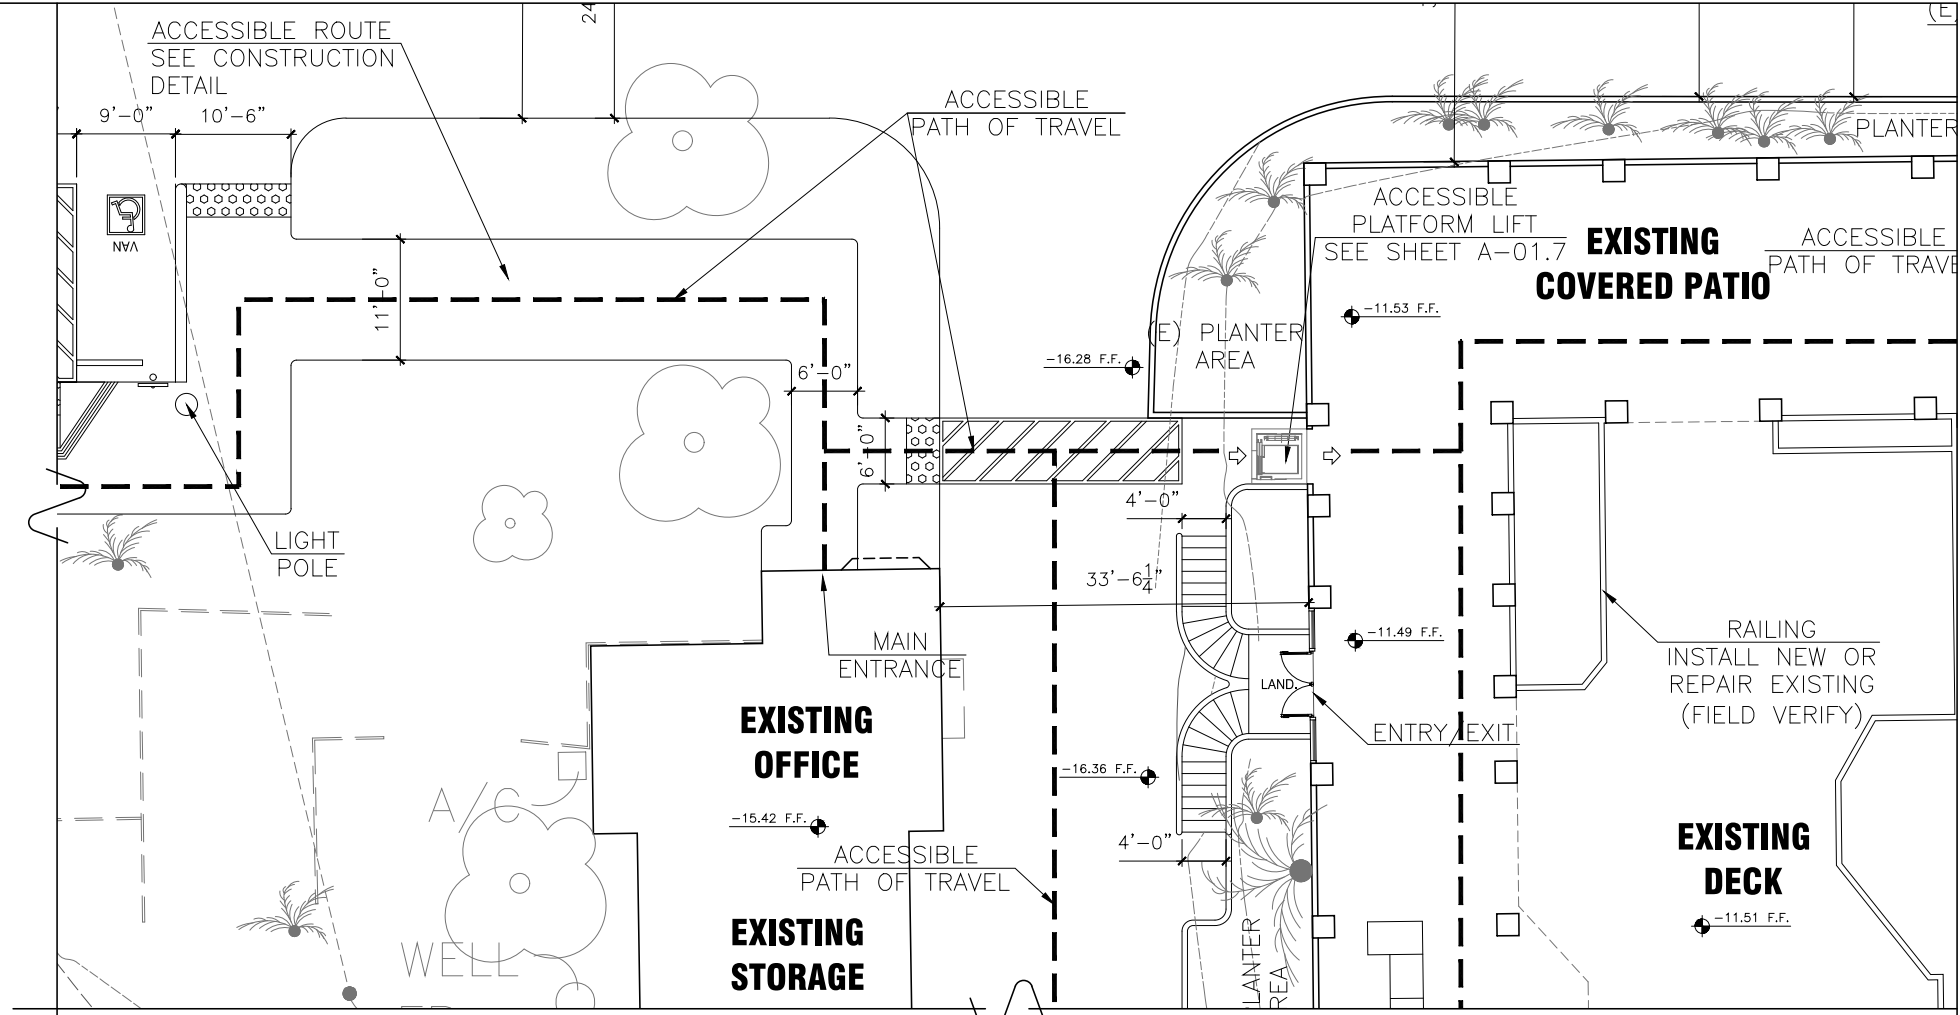 ACCESSIBLE ROUTE
SEE CONSTRUCTION
DETAIL
9'-0"
10'-6"
24
VAN
11'-0"
ACCESSIBLE
PATH OF TRAVEL
6'-0"
6'-0"
LIGHT
POLE
MAIN
ENTRANCE
EXISTING
OFFICE
-15.42 F.F.
A/C
WELL
EXISTING
STORAGE
ACCESSIBLE
PATH OF TRAVEL
-16.28 F.F.
(E) PLANTER
AREA
PLANTER
ACCESSIBLE
PLATFORM LIFT
SEE SHEET A-01.7
EXISTING
COVERED PATIO
ACCESSIBLE
PATH OF TRAVE
-11.53 F.F.
4'-0"
33'-6 1/4"
-11.49 F.F.
LAND.
ENTRY/EXIT
-16.36 F.F.
4'-0"
RAILING
INSTALL NEW OR
REPAIR EXISTING
(FIELD VERIFY)
EXISTING
DECK
-11.51 F.F.
LANTER
REA
(E